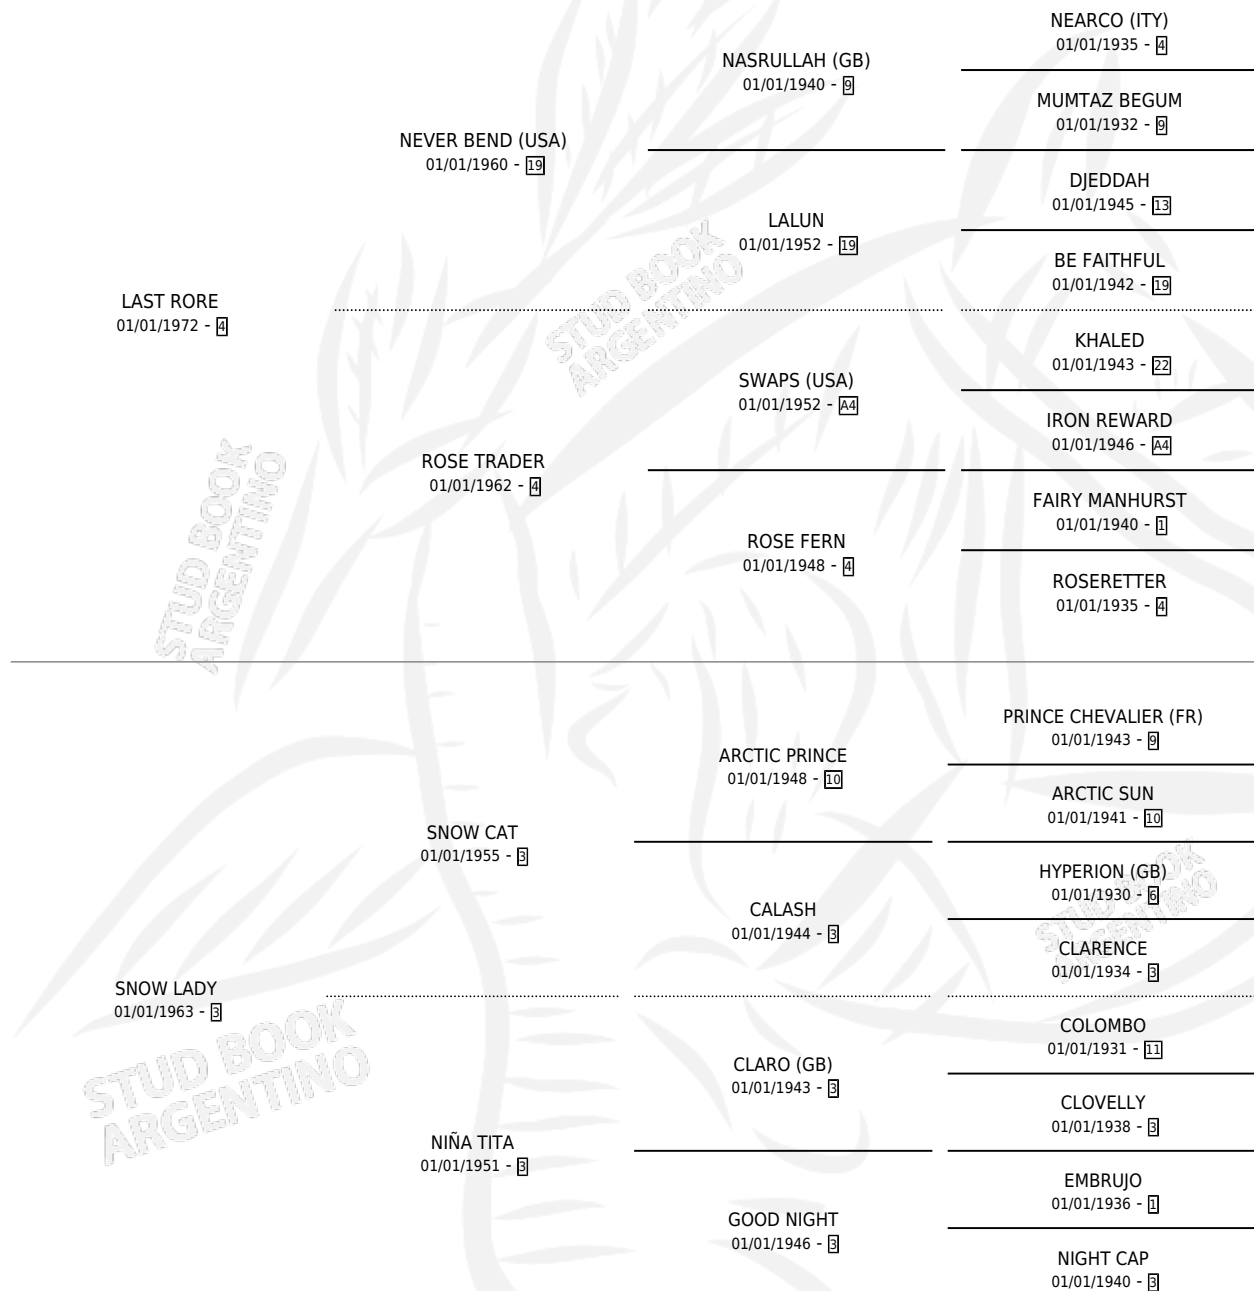 NEARCO (ITY)
01/01/1935 - 4
NASRULLAH (GB)
01/01/1940 - 9
MUMTAZ BEGUM
01/01/1932 - 9
NEVER BEND (USA)
01/01/1960 - 19
DJEDDAH
01/01/1945 - 13
LALUN
01/01/1952 - 19
BE FAITHFUL
01/01/1942 - 19
LAST RORE
01/01/1972 - 4
KHALED
01/01/1943 - 22
SWAPS (USA)
01/01/1952 - A4
IRON REWARD
01/01/1946 - A4
ROSE TRADER
01/01/1962 - 4
FAIRY MANHURST
01/01/1940 - 1
ROSE FERN
01/01/1948 - 4
ROSERETTER
01/01/1935 - 4
PRINCE CHEVALIER (FR)
01/01/1943 - 9
ARCTIC PRINCE
01/01/1948 - 10
ARCTIC SUN
01/01/1941 - 10
SNOW CAT
01/01/1955 - 3
HYPERION (GB)
01/01/1930 - 6
CALASH
01/01/1944 - 3
CLARENCE
01/01/1934 - 3
SNOW LADY
01/01/1963 - 3
COLOMBO
01/01/1931 - 11
CLARO (GB)
01/01/1943 - 3
CLOVELLY
01/01/1938 - 3
NIÑA TITA
01/01/1951 - 3
EMBRUJO
01/01/1936 - 1
GOOD NIGHT
01/01/1946 - 3
NIGHT CAP
01/01/1940 - 3
STUD BOOK
ARGENTINO
STUD BOOK
ARGENTINO
STUD BOOK
ARGENTINO
STUD BOOK
ARGENTINO